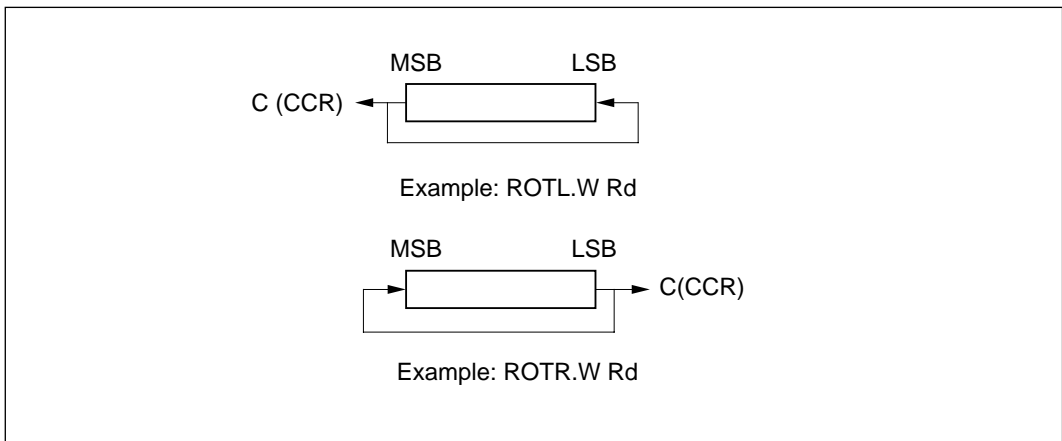 MSB LSB
C (CCR)
Example: ROTL.W Rd
MSB LSB
C(CCR)
Example: ROTR.W Rd